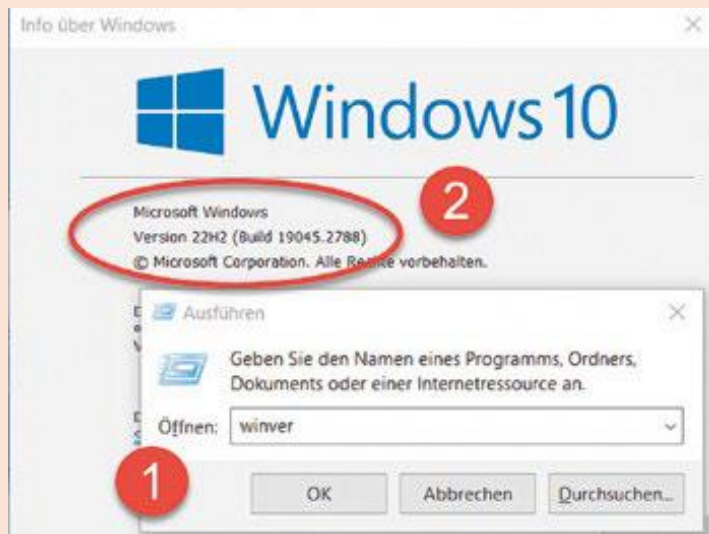 Info über Windows
Windows 10
2
Microsoft Windows
Version 22H2 (Build 19045.2788)
© Microsoft Corporation. Alle Rechte vorbehalten.
Ausführen
Geben Sie den Namen eines Programms, Ordners,
Dokuments oder einer Internetressource an.
Öffnen: winver
1
OK Abbrechen Durchsuchen...